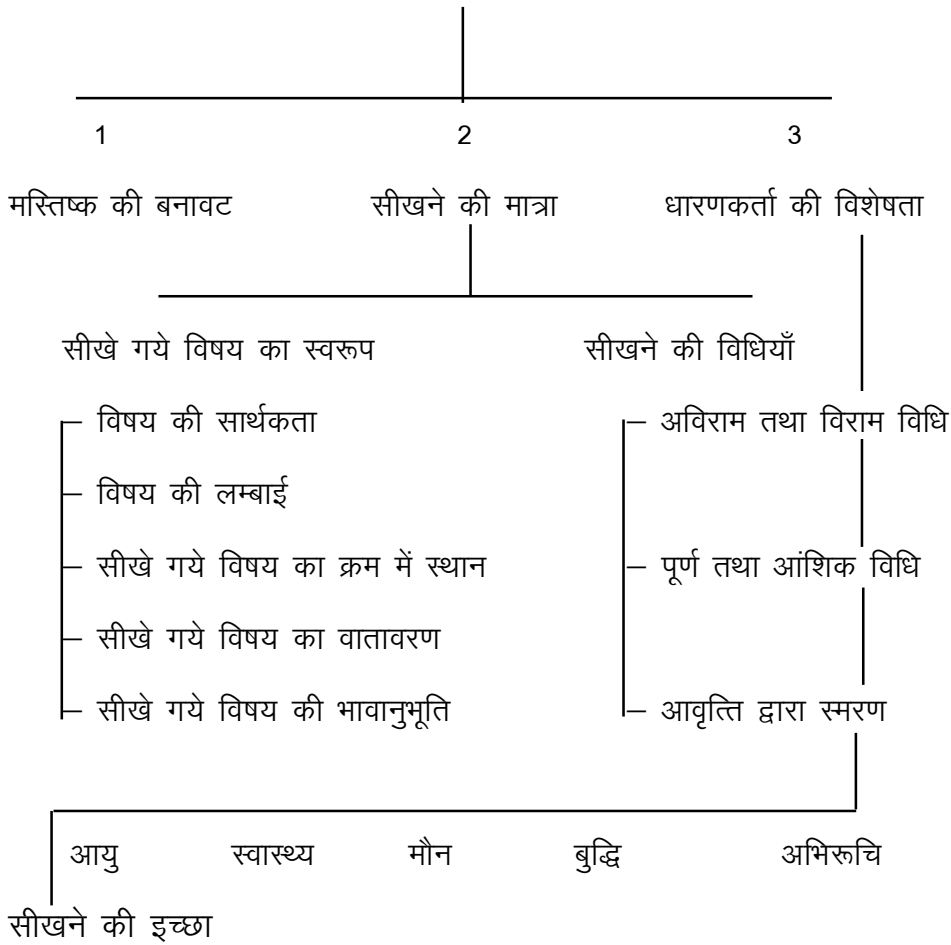 1 2 3
मस्तिष्क की बनावट सीखने की मात्रा धारणकर्ता की विशेषता
सीखे गये विषय का स्वरूप सीखने की विधियाँ
विषय की सार्थकता अविराम तथा विराम विधि
विषय की लम्बाई
सीखे गये विषय का क्रम में स्थान पूर्ण तथा आंशिक विधि
सीखे गये विषय का वातावरण
सीखे गये विषय की भावानुभूति आवृत्ति द्वारा स्मरण
आयु स्वास्थ्य मौन बुद्धि अभिरूचि
सीखने की इच्छा